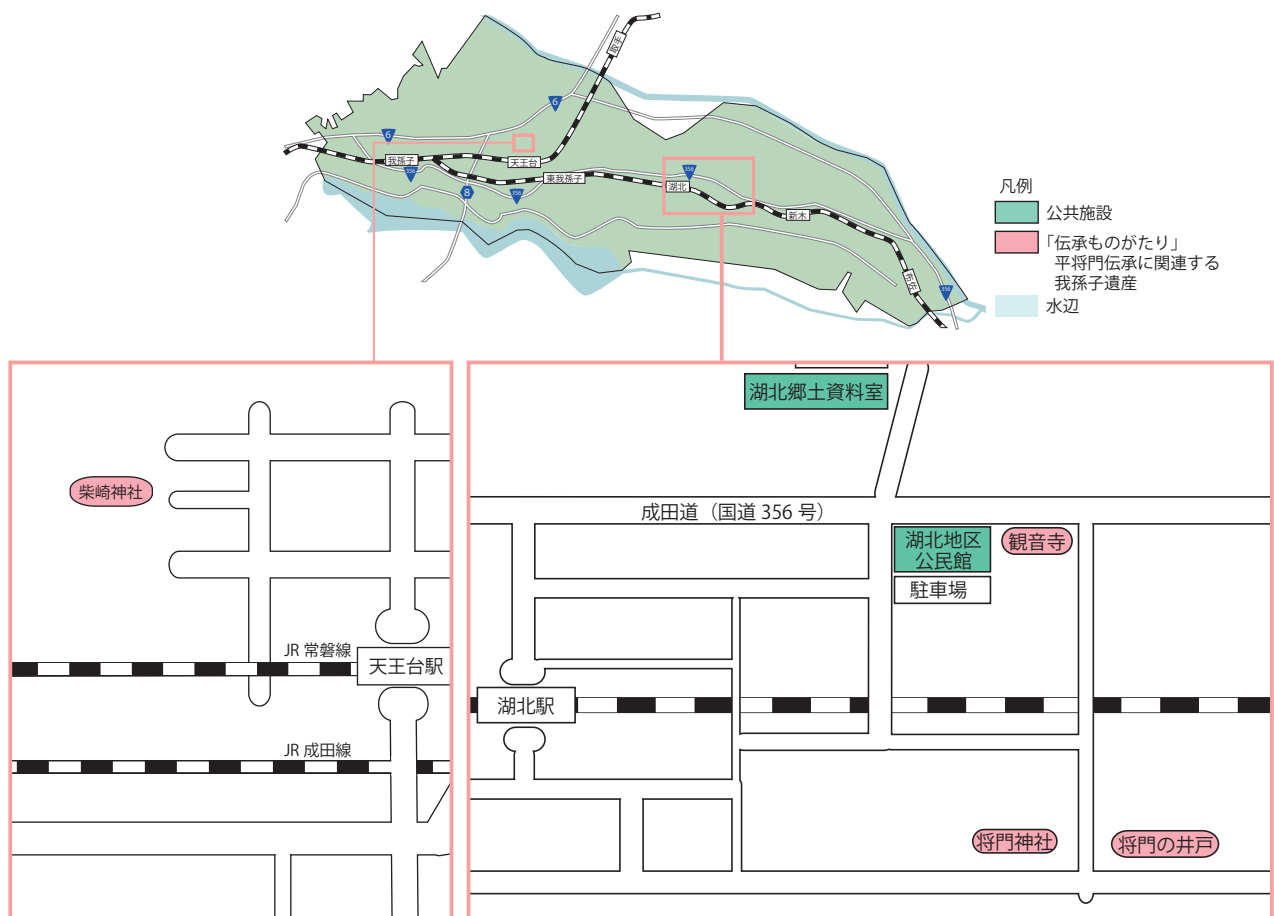 取手
6
6
我孫子
天王台
356
東我孫子
356
湖北
8
356
新木
布佐
356
凡例
公共施設
「伝承ものがたり」
平将門伝承に関連する
我孫子遺産
水辺
柴崎神社
JR 常磐線
天王台駅
JR 成田線
湖北郷土資料室
成田道（国道 356 号）
湖北地区
公民館
観音寺
駐車場
湖北駅
将門神社
将門の井戸